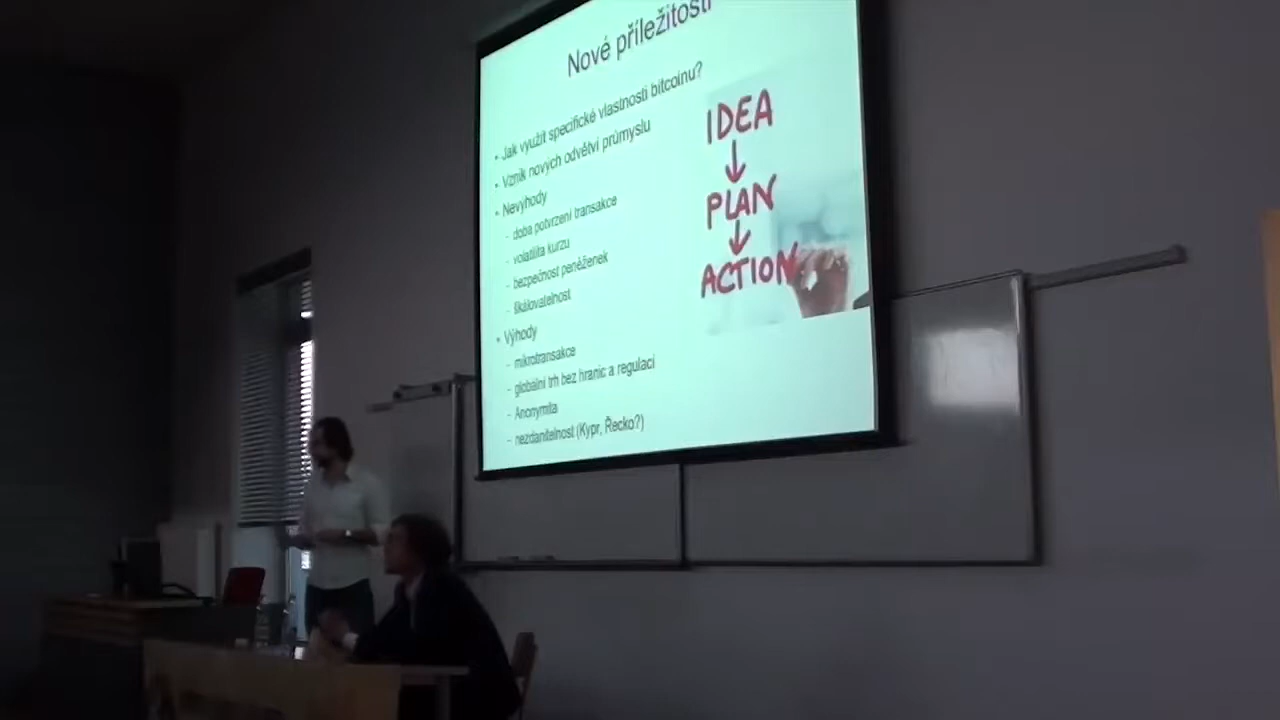 Nové příležitosti
• Jak využít specifické vlastnosti bitcoinu?
• Vznik nových odvětví průmyslu
• Nevýhody
- doba potvrzení transakce
- volatilita kurzu
- bezpečnost peněženek
- škálovatelnost
• Výhody
- mikrotransakce
- globální trh bez hranic a regulací
- Anonymita
- nezdanitelnost (Kypr, Řecko?)
IDEA
PLAN
ACTION